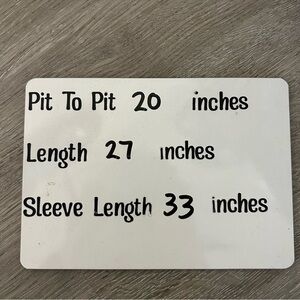 Pit To Pit 20 inches
Length 27 inches
Sleeve Length 33 inches